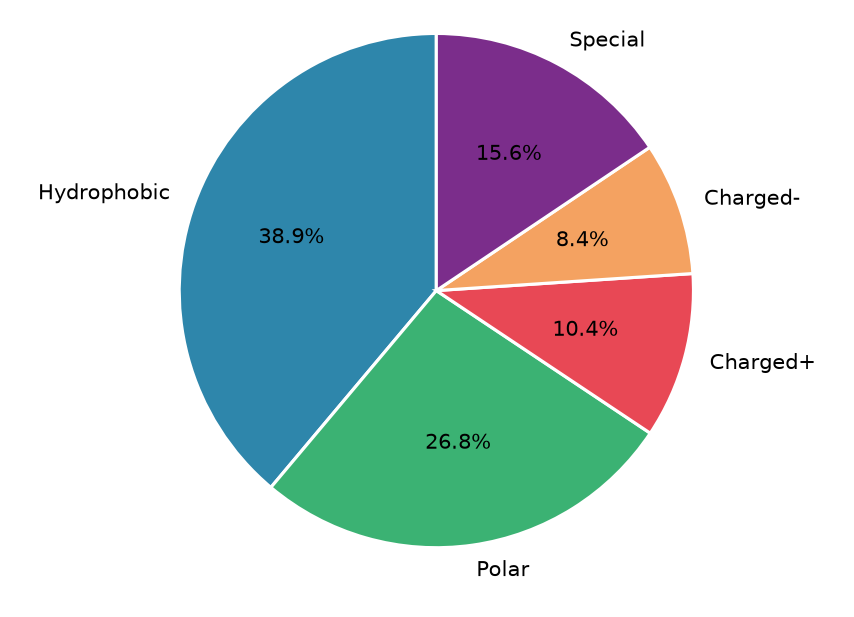 Special
15.6%
Hydrophobic
Charged-
38.9%
8.4%
10.4%
Charged+
26.8%
Polar